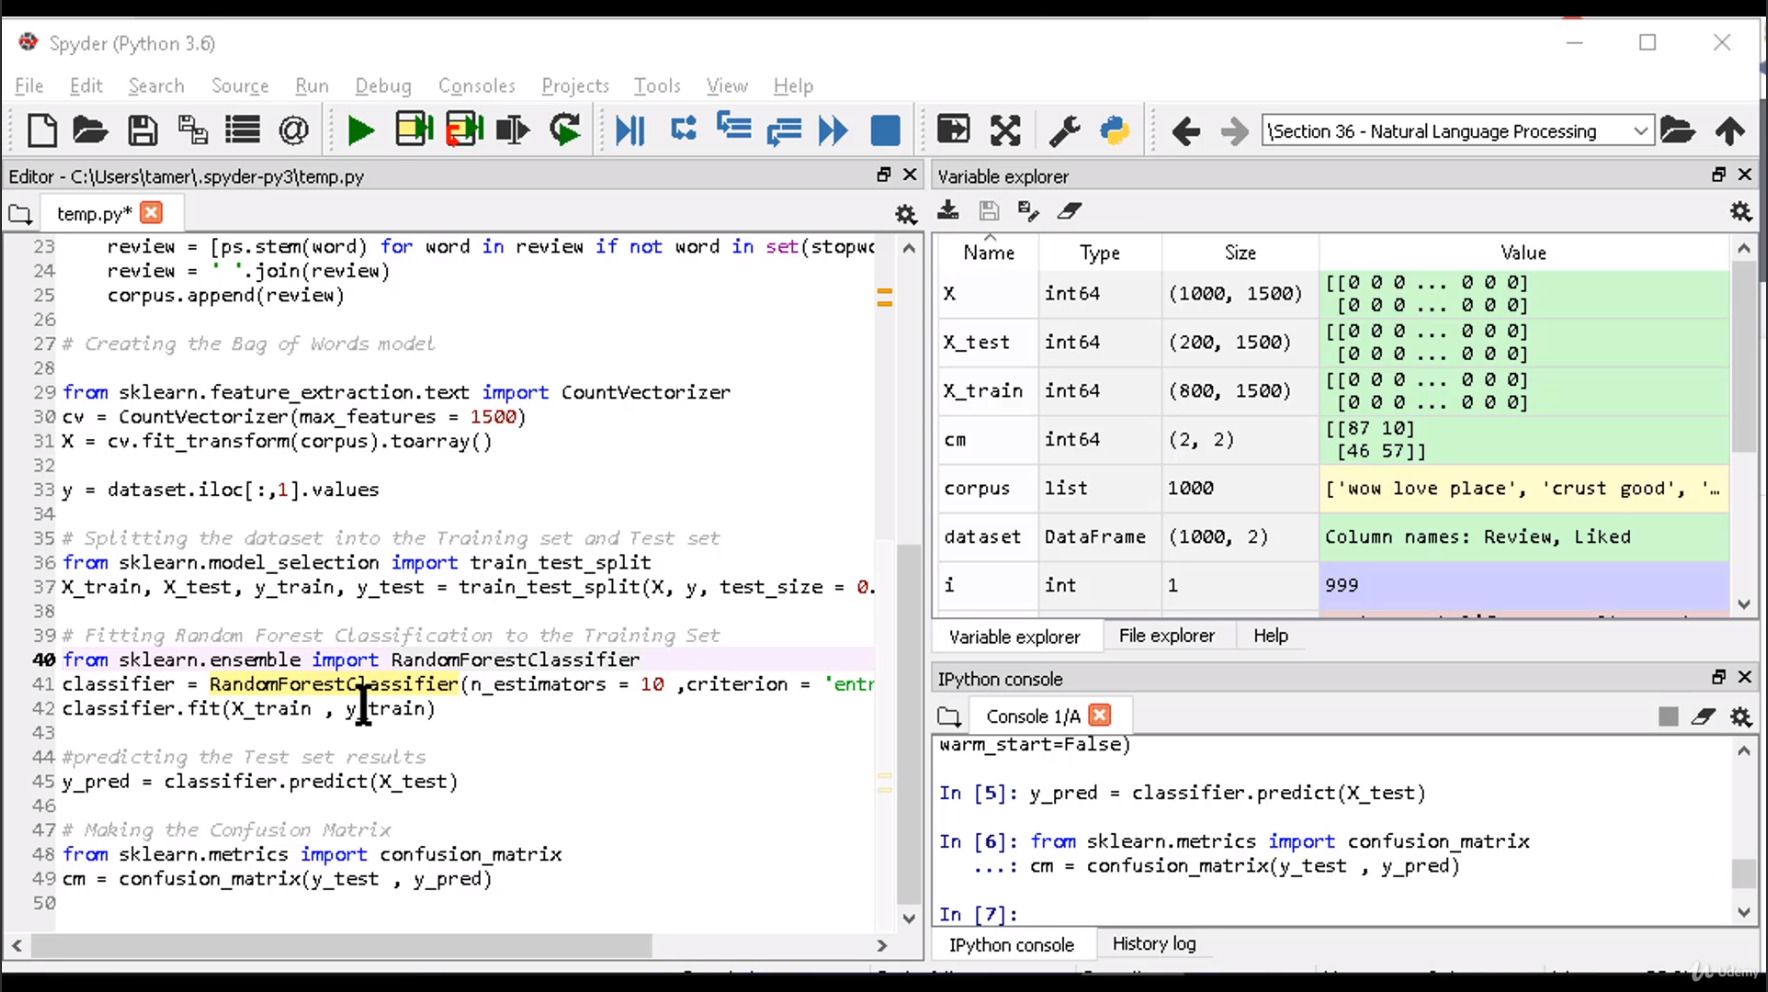 Spyder (Python 3.6)
File Edit Search Source Run Debug Consoles Projects Tools View Help
\Section 36 - Natural Language Processing
Editor - C:\Users\tamer\.spyder-py3\temp.py
temp.py*
23 review = [ps.stem(word) for word in review if not word in set(stopwo
24 review = ' '.join(review)
25 corpus.append(review)
26
27 # Creating the Bag of Words model
28
29 from sklearn.feature_extraction.text import CountVectorizer
30 cv = CountVectorizer(max_features = 1500)
31 X = cv.fit_transform(corpus).toarray()
32
33 y = dataset.iloc[:,1].values
34
35 # Splitting the dataset into the Training set and Test set
36 from sklearn.model_selection import train_test_split
37 X_train, X_test, y_train, y_test = train_test_split(X, y, test_size = 0.
38
39 # Fitting Random Forest Classification to the Training Set
40 from sklearn.ensemble import RandomForestClassifier
41 classifier = RandomForestClassifier(n_estimators = 10 ,criterion = 'entr
42 classifier.fit(X_train , y_train)
43
44 #predicting the Test set results
45 y_pred = classifier.predict(X_test)
46
47 # Making the Confusion Matrix
48 from sklearn.metrics import confusion_matrix
49 cm = confusion_matrix(y_test , y_pred)
50
Variable explorer
Name Type Size Value
X int64 (1000, 1500) [[0 0 0 ... 0 0 0]
[0 0 0 ... 0 0 0]
X_test int64 (200, 1500) [[0 0 0 ... 0 0 0]
[0 0 0 ... 0 0 0]
X_train int64 (800, 1500) [[0 0 0 ... 0 0 0]
[0 0 0 ... 0 0 0]
cm int64 (2, 2) [[87 10]
[46 57]]
corpus list 1000 ['wow love place', 'crust good', '...
dataset DataFrame (1000, 2) Column names: Review, Liked
i int 1 999
Variable explorer File explorer Help
IPython console
Console 1/A
warm_start=False)
In [5]: y_pred = classifier.predict(X_test)
In [6]: from sklearn.metrics import confusion_matrix
...: cm = confusion_matrix(y_test , y_pred)
In [7]:
IPython console History log
Udemy